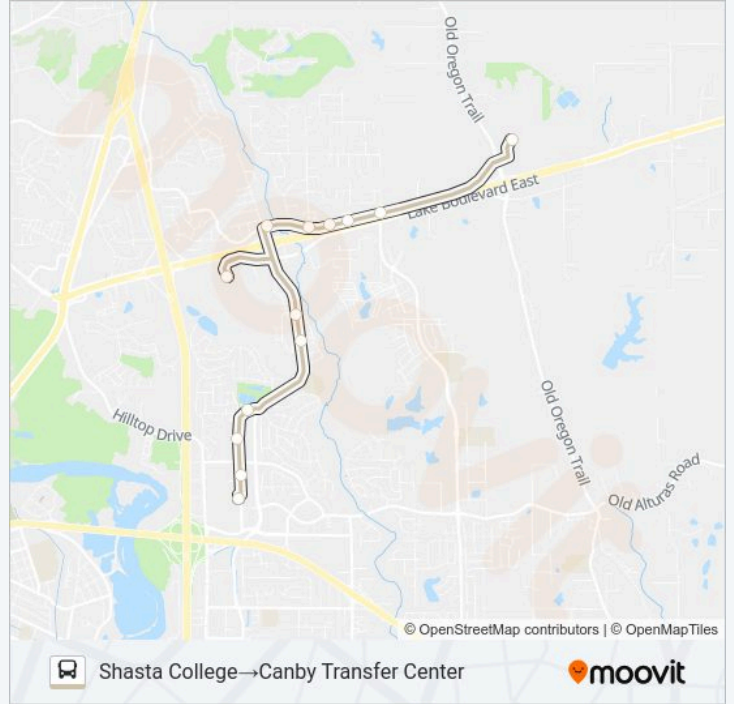 Old Oregon Trail
Lake Boulevard East
Hilltop Drive
Old Oregon Trail
Old Alturas Road
© OpenStreetMap contributors | © OpenMapTiles
Shasta College→Canby Transfer Center
moovit